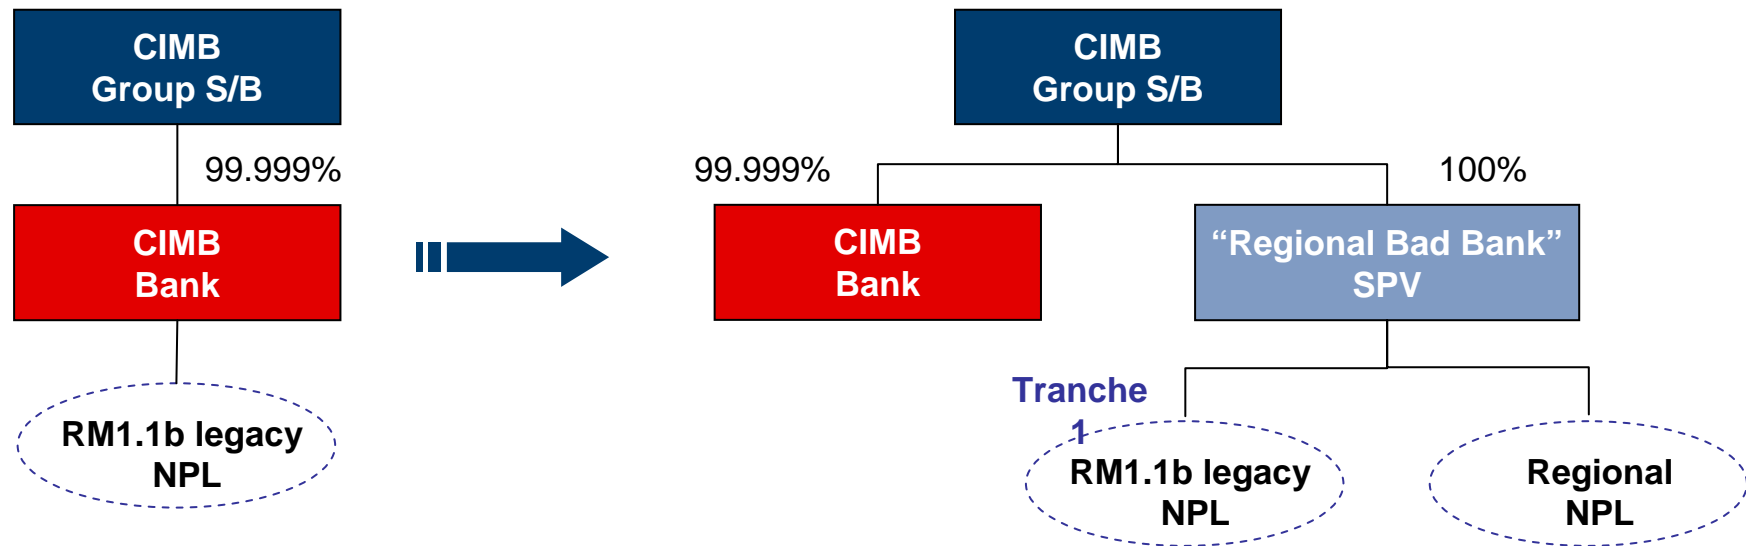 CIMB
Group S/B
99.999%
CIMB
Bank
RM1.1b legacy
NPL
CIMB
Group S/B
99.999%
100%
CIMB
Bank
“Regional Bad Bank”
SPV
Tranche
1
RM1.1b legacy
NPL
Regional
NPL